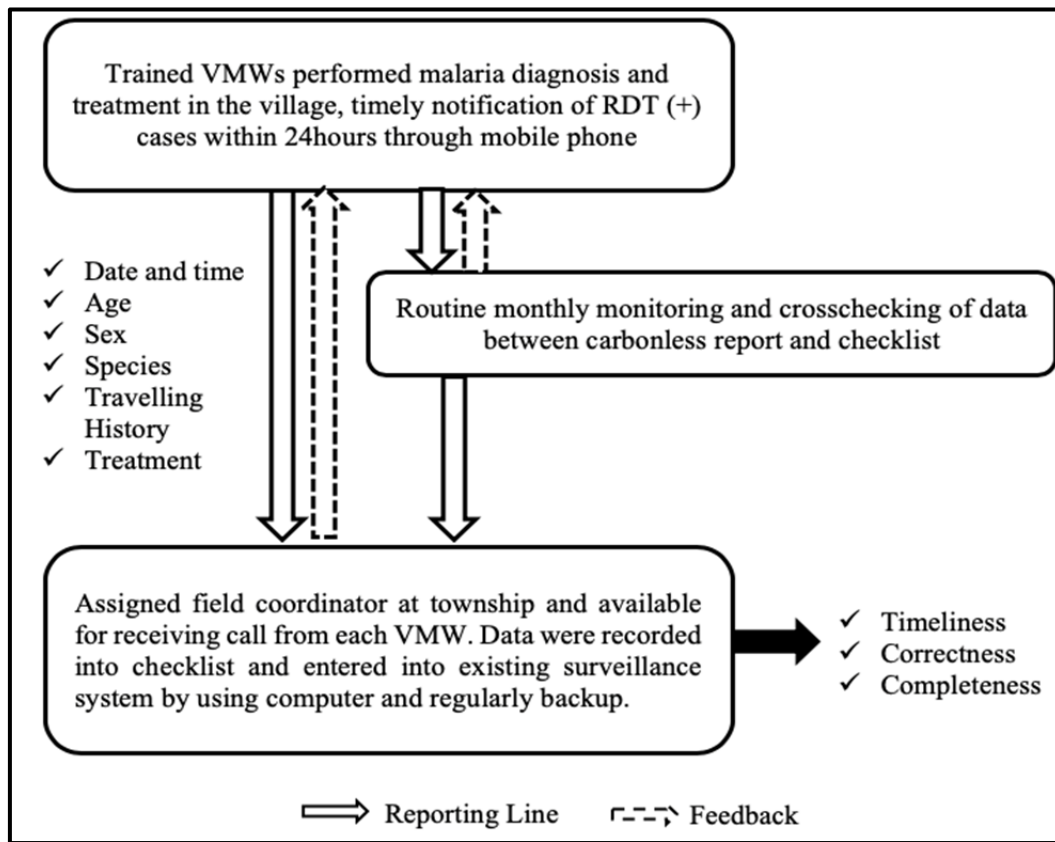 Trained VMWs performed malaria diagnosis and
treatment in the village, timely notification of RDT (+)
cases within 24hours through mobile phone
✓ Date and time
✓ Age
✓ Sex
✓ Species
✓ Travelling
History
✓ Treatment
Routine monthly monitoring and crosschecking of data
between carbonless report and checklist
Assigned field coordinator at township and available
for receiving call from each VMW. Data were recorded
into checklist and entered into existing surveillance
system by using computer and regularly backup.
✓ Timeliness
✓ Correctness
✓ Completeness
Reporting Line
Feedback